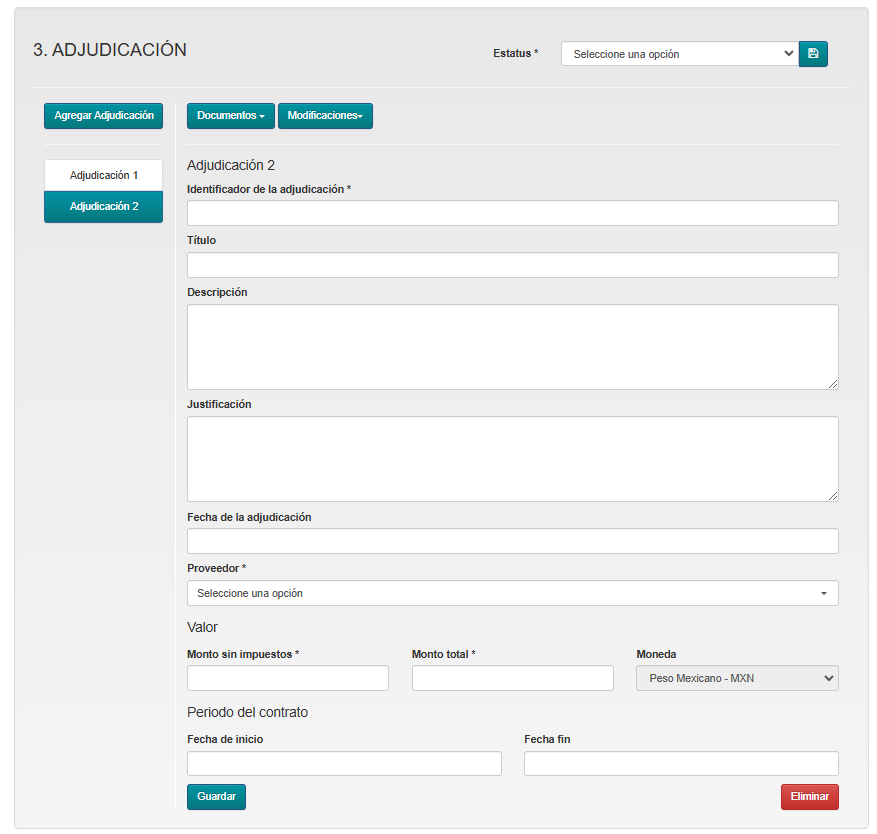 3. ADJUDICACIÓN
Estatus *
Seleccione una opción
Agregar Adjudicación
Documentos
Modificaciones
Adjudicación 1
Adjudicación 2
Adjudicación 2
Identificador de la adjudicación *
Título
Descripción
Justificación
Fecha de la adjudicación
Proveedor *
Seleccione una opción
Valor
Monto sin impuestos *
Monto total *
Moneda
Peso Mexicano - MXN
Periodo del contrato
Fecha de inicio
Fecha fin
Guardar
Eliminar